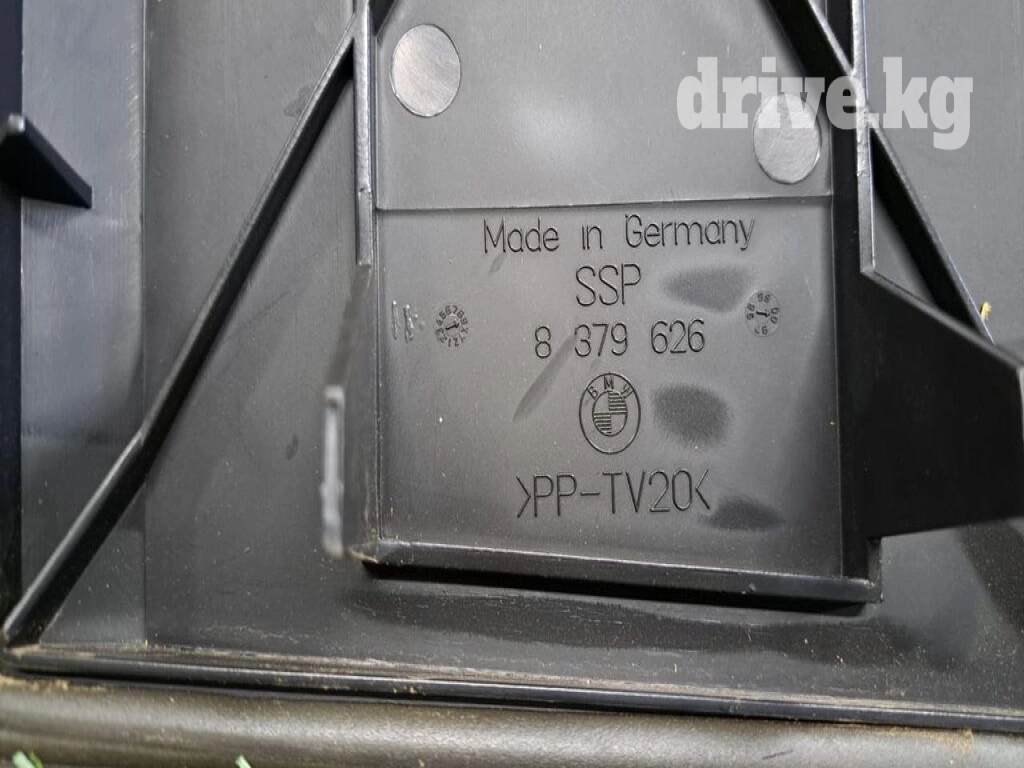 drive.kg
Made in Germany
SSP
8 379 626
BMW
>PP-TV20<